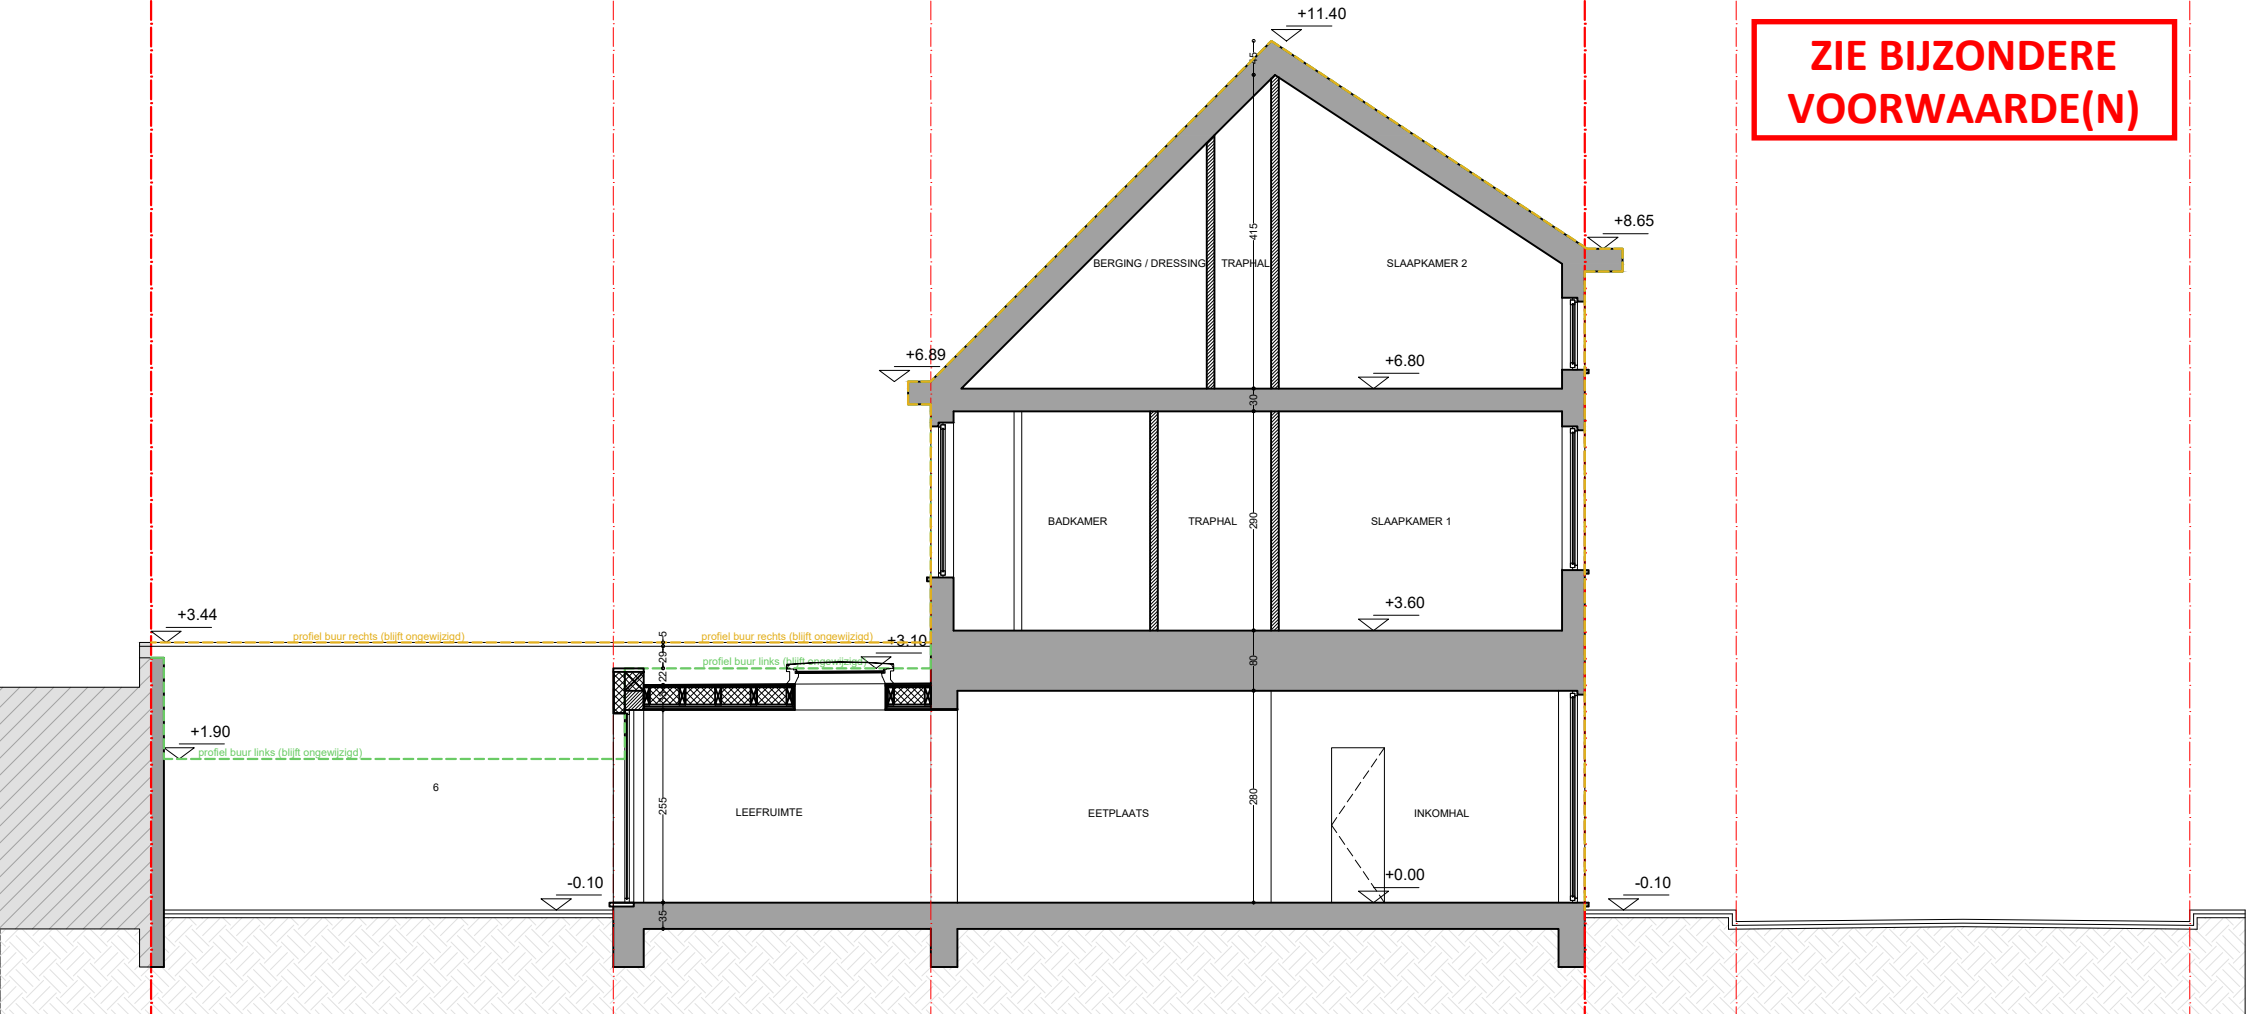 +11.40
ZIE BIJZONDERE
VOORWAARDE(N)
45
+8.65
415
BERGING / DRESSING
TRAPHAL
SLAAPKAMER 2
+6.89
+6.80
30
BADKAMER
TRAPHAL
290
SLAAPKAMER 1
+3.44
+3.60
profiel buur rechts (blijft ongewijzigd)
profiel buur rechts (blijft ongewijzigd)
5
+3.10
29
profiel buur links (blijft ongewijzigd)
80
22
+1.90
profiel buur links (blijft ongewijzigd)
6
255
LEEFRUIMTE
EETPLAATS
280
INKOMHAL
-0.10
+0.00
-0.10
35